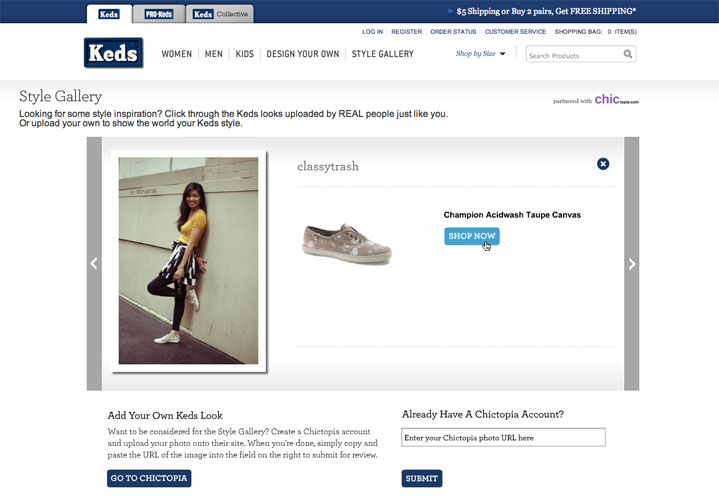 Keds
PRO-Keds
Keds Collective
» $5 Shipping or Buy 2 pairs, Get FREE SHIPPING*
LOG IN REGISTER ORDER STATUS CUSTOMER SERVICE SHOPPING BAG: 0 ITEM(S)
Keds
WOMEN MEN KIDS DESIGN YOUR OWN STYLE GALLERY
Shop by Size
Search Products
Style Gallery
partnered with chictopia.com
Looking for some style inspiration? Click through the Keds looks uploaded by REAL people just like you.
Or upload your own to show the world your Keds style.
classytrash
Champion Acidwash Taupe Canvas
SHOP NOW
Add Your Own Keds Look
Want to be considered for the Style Gallery? Create a Chictopia account
and upload your photo onto their site. When you're done, simply copy and
paste the URL of the image into the field on the right to submit for review.
GO TO CHICTOPIA
Already Have A Chictopia Account?
Enter your Chictopia photo URL here
SUBMIT